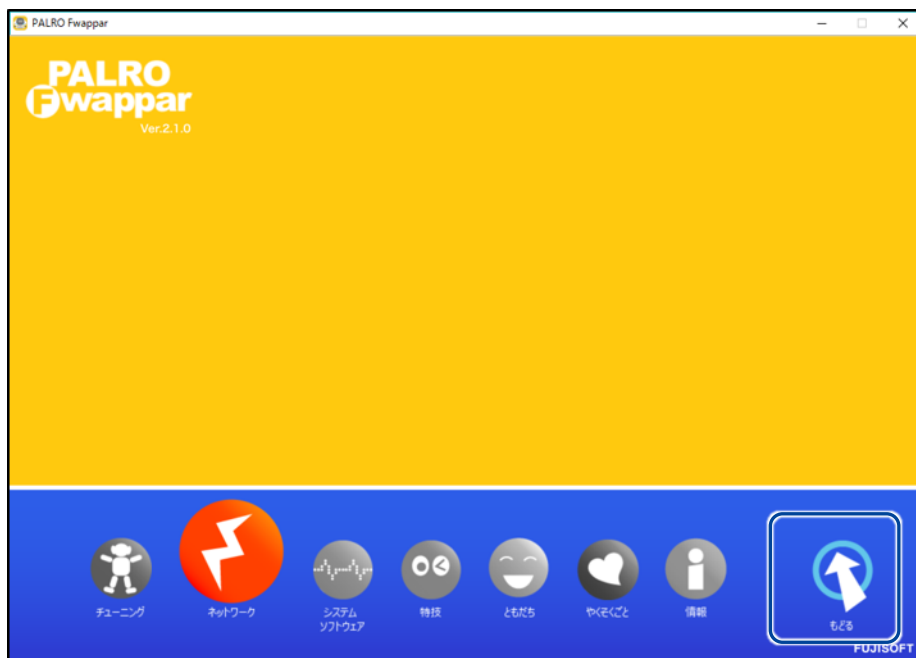 PALRO Fwappar
PALRO
Fwappar
Ver.2.1.0
チューニング
ネットワーク
システム
ソフトウェア
特技
ともだち
やくそくごと
情報
もどる
FUJISOFT